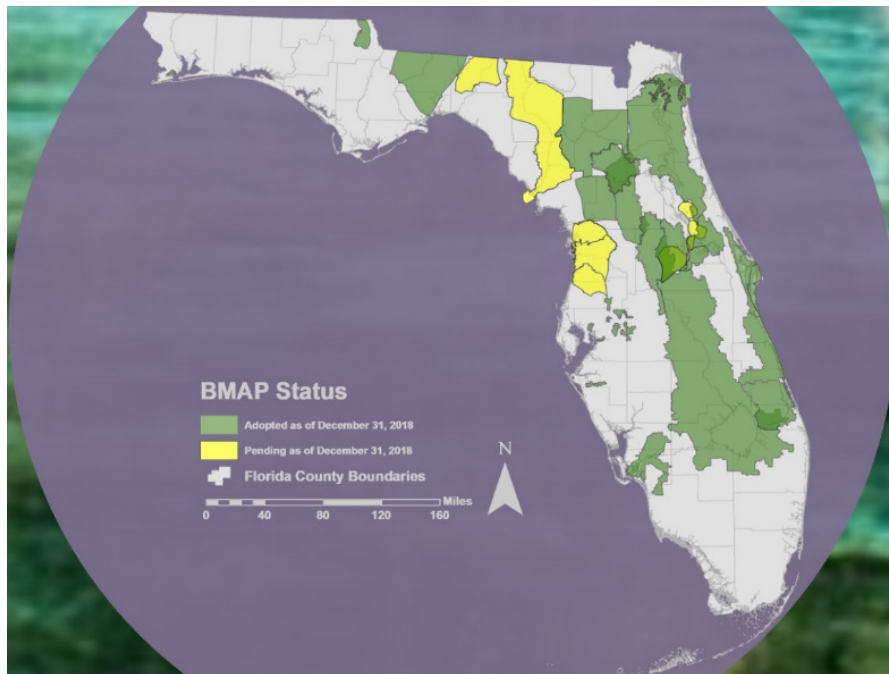 BMAP Status
Adopted as of December 31, 2018
Pending as of December 31, 2018
Florida County Boundaries
Miles
0 40 80 120 160
N